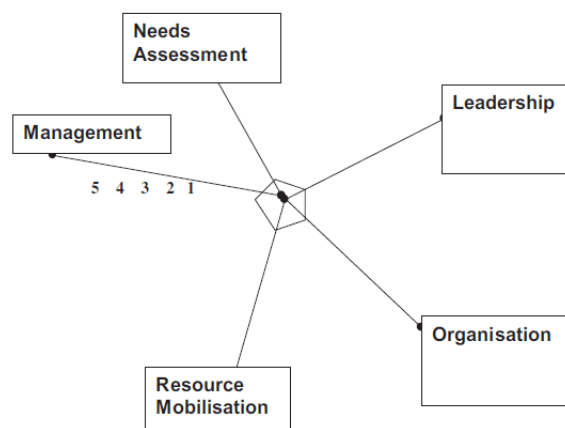 Needs
Assessment
Leadership
Management
5 4 3 2 1
Organisation
Resource
Mobilisation